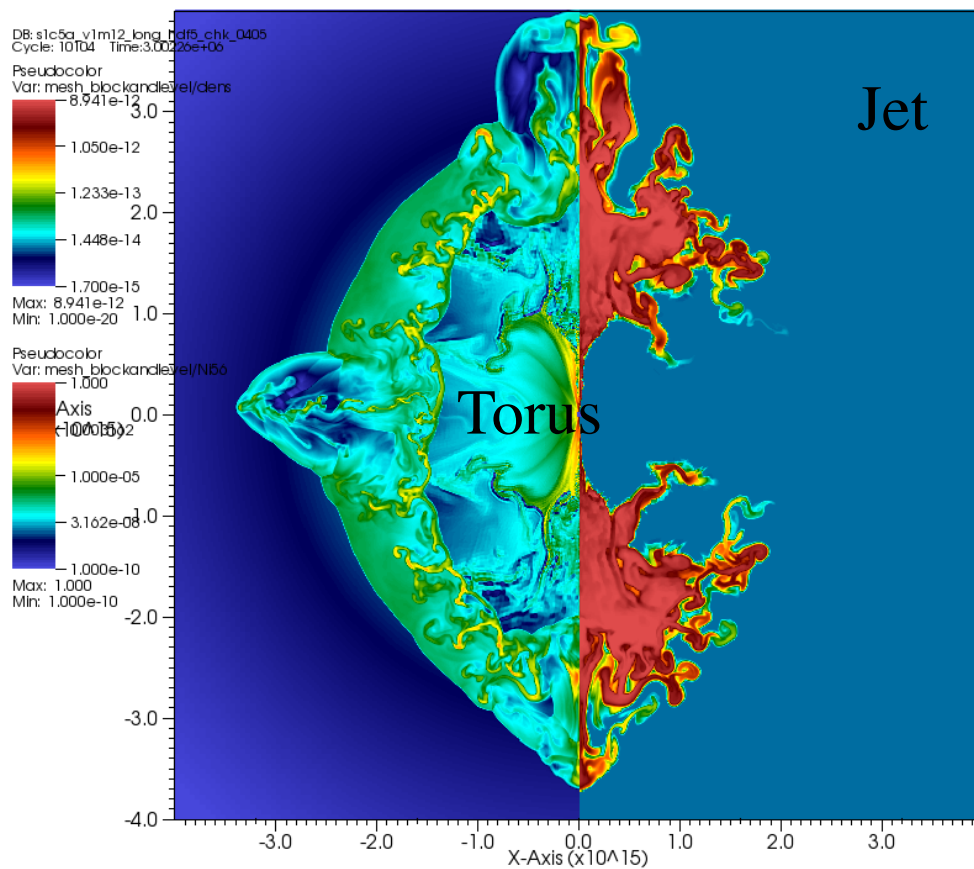 DB: s1c5a_v1m12_long_hdf5_chk_0405
Cycle: 10104 Time:3.00226e+06
Pseudocolor
Var: mesh_blockandlevel/dens
8.941e-12
1.050e-12
1.233e-13
1.448e-14
1.700e-15
Max: 8.941e-12
Min: 1.000e-20
Pseudocolor
Var: mesh_blockandlevel/Ni56
1.000
1.000e-05
3.162e-08
1.000e-10
Max: 1.000
Min: 1.000e-10
Axis
Jet
Torus
3.0
2.0
1.0
0.0
-1.0
-2.0
-3.0
-4.0
-3.0 -2.0 -1.0 0.0 1.0 2.0 3.0
X-Axis (x10^15)